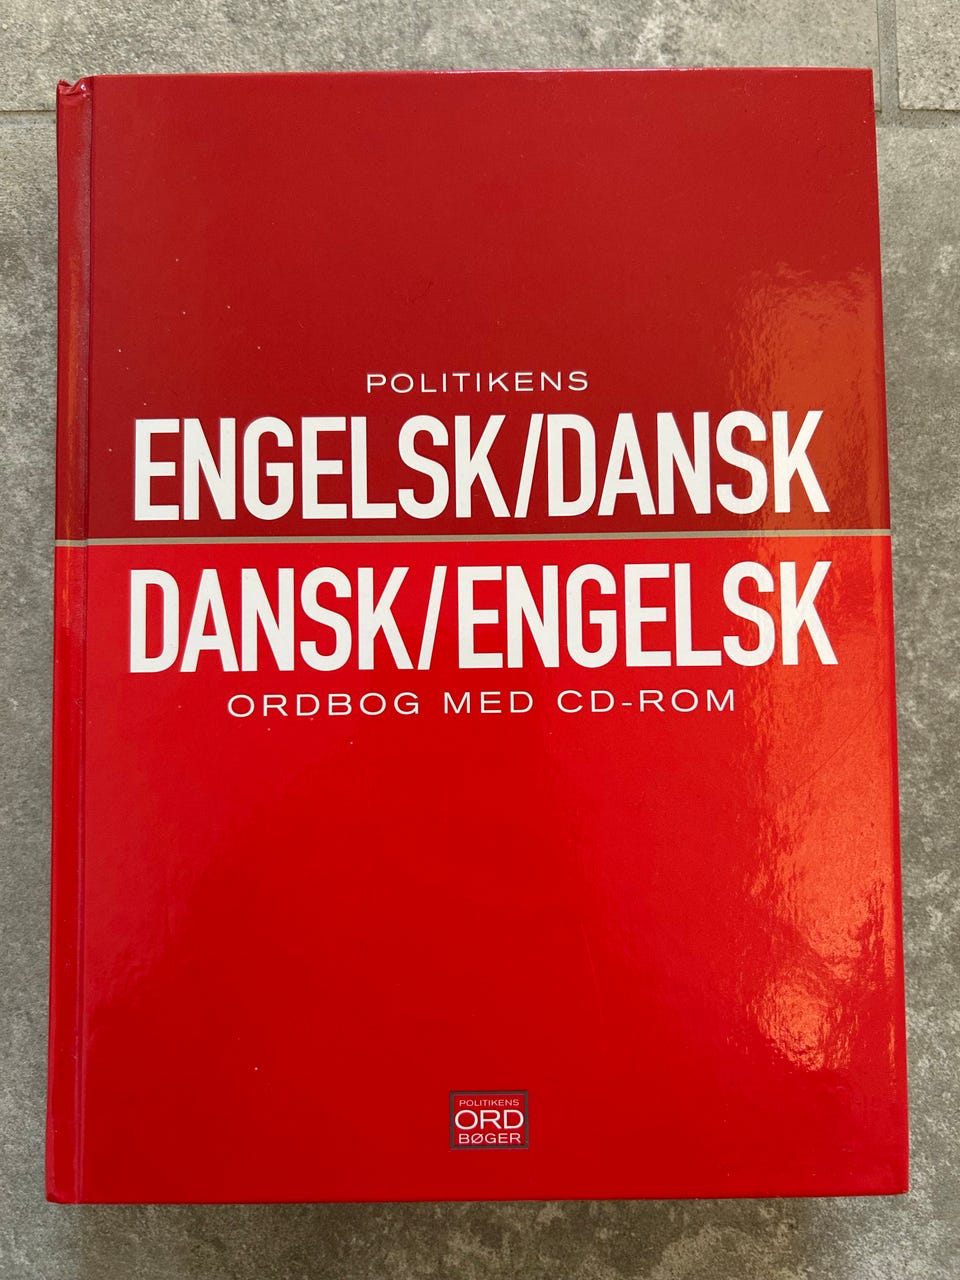 POLITIKENS
ENGELSK/DANSK
DANSK/ENGELSK
ORDBOG MED CD-ROM
POLITIKENS
ORD
BØGER